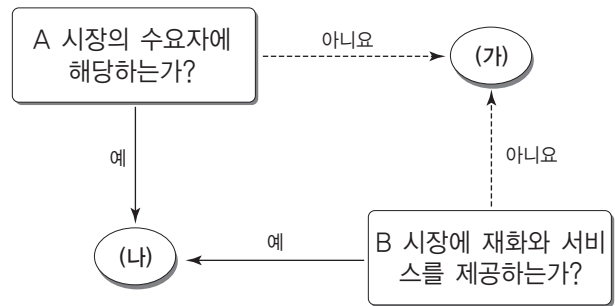 A 시장의 수요자에
해당하는가?
아니요
(가)
예
아니요
(나)
예
B 시장에 재화와 서비
스를 제공하는가?